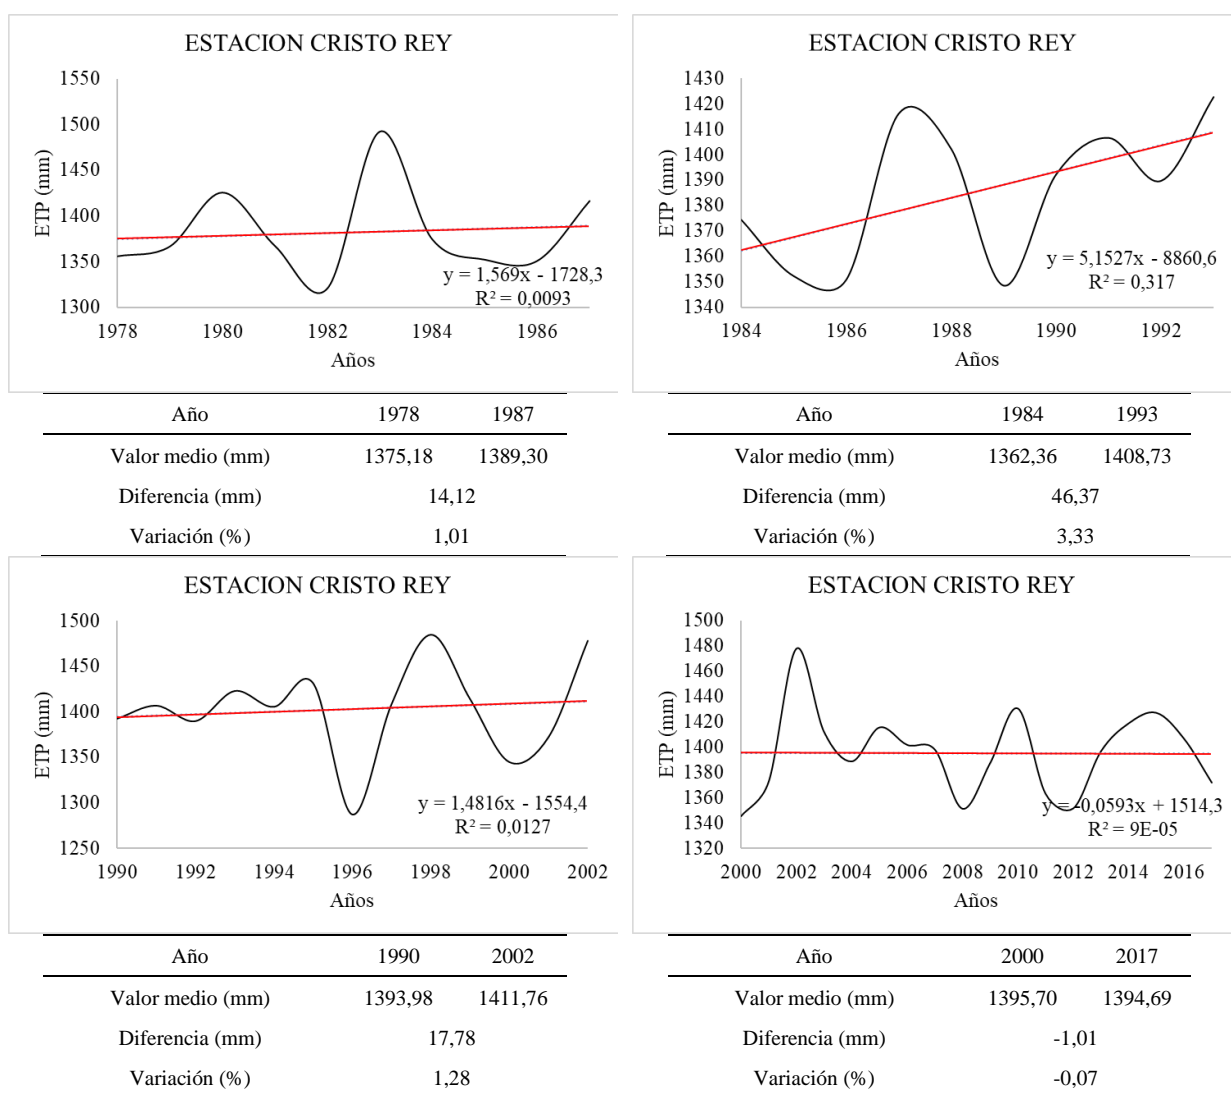 ESTACION CRISTO REY
1550
1500
1450
1400
1350
1300
ETP (mm)
y = 1,569x - 1728,3
R² = 0,0093
1978 1980 1982 1984 1986
Años
Año 1978 1987
Valor medio (mm) 1375,18 1389,30
Diferencia (mm) 14,12
Variación (%) 1,01
ESTACION CRISTO REY
1430
1420
1410
1400
1390
1380
1370
1360
1350
1340
ETP (mm)
y = 5,1527x - 8860,6
R² = 0,317
1984 1986 1988 1990 1992
Años
Año 1984 1993
Valor medio (mm) 1362,36 1408,73
Diferencia (mm) 46,37
Variación (%) 3,33
ESTACION CRISTO REY
1500
1450
1400
1350
1300
1250
ETP (mm)
y = 1,4816x - 1554,4
R² = 0,0127
1990 1992 1994 1996 1998 2000 2002
Años
Año 1990 2002
Valor medio (mm) 1393,98 1411,76
Diferencia (mm) 17,78
Variación (%) 1,28
ESTACION CRISTO REY
1500
1480
1460
1440
1420
1400
1380
1360
1340
1320
ETP (mm)
y = -0,0593x + 1514,3
R² = 9E-05
2000 2002 2004 2006 2008 2010 2012 2014 2016
Años
Año 2000 2017
Valor medio (mm) 1395,70 1394,69
Diferencia (mm) -1,01
Variación (%) -0,07